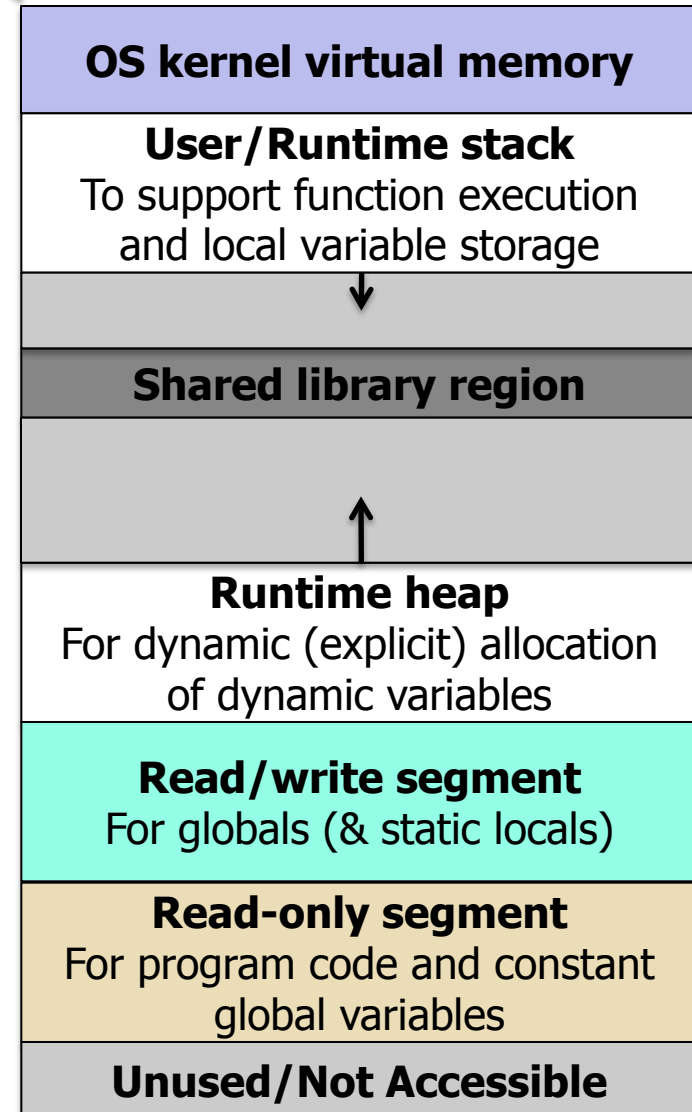 OS kernel virtual memory
User/Runtime stack
To support function execution
and local variable storage
Shared library region
Runtime heap
For dynamic (explicit) allocation
of dynamic variables
Read/write segment
For globals (& static locals)
Read-only segment
For program code and constant
global variables
Unused/Not Accessible